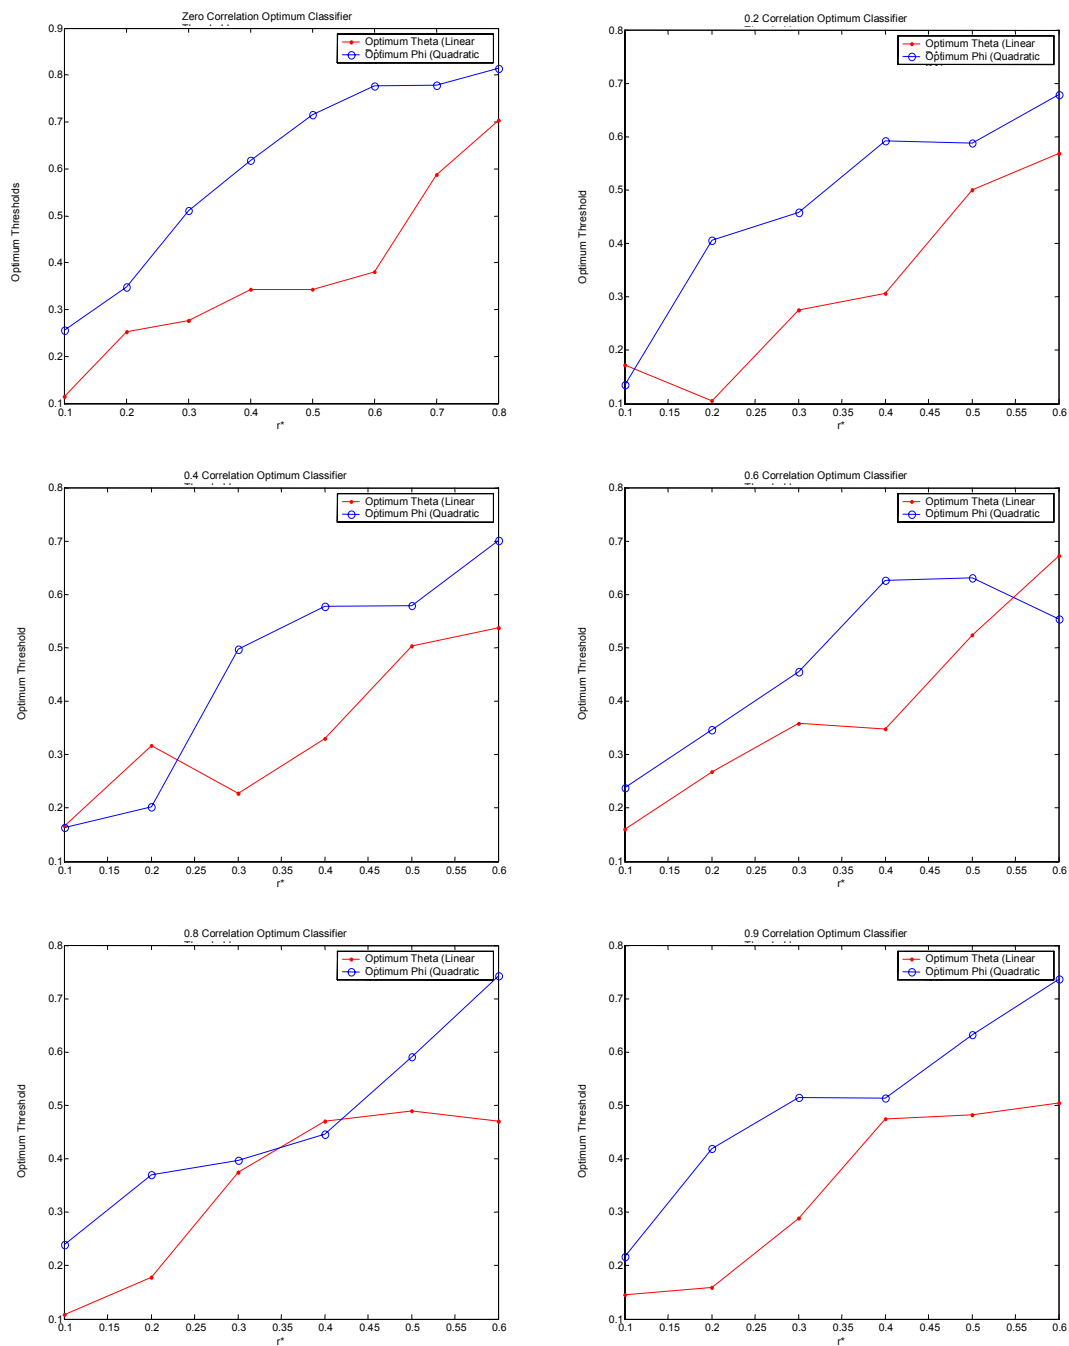 Zero Correlation Optimum Classifier
0.9
0.8
0.7
0.6
0.5
0.4
0.3
0.2
0.1
Optimum Thresholds
Optimum Theta (Linear
Optimum Phi (Quadratic
0.1 0.2 0.3 0.4 0.5 0.6 0.7 0.8
r*
0.2 Correlation Optimum Classifier
0.8
0.7
0.6
0.5
0.4
0.3
0.2
0.1
Optimum Threshold
Optimum Theta (Linear
Optimum Phi (Quadratic
0.1 0.15 0.2 0.25 0.3 0.35 0.4 0.45 0.5 0.55 0.6
r*
0.4 Correlation Optimum Classifier
0.8
0.7
0.6
0.5
0.4
0.3
0.2
0.1
Optimum Threshold
Optimum Theta (Linear
Optimum Phi (Quadratic
0.1 0.15 0.2 0.25 0.3 0.35 0.4 0.45 0.5 0.55 0.6
r*
0.6 Correlation Optimum Classifier
0.8
0.7
0.6
0.5
0.4
0.3
0.2
0.1
Optimum Threshold
Optimum Theta (Linear
Optimum Phi (Quadratic
0.1 0.15 0.2 0.25 0.3 0.35 0.4 0.45 0.5 0.55 0.6
r*
0.8 Correlation Optimum Classifier
0.8
0.7
0.6
0.5
0.4
0.3
0.2
0.1
Optimum Threshold
Optimum Theta (Linear
Optimum Phi (Quadratic
0.1 0.15 0.2 0.25 0.3 0.35 0.4 0.45 0.5 0.55 0.6
r*
0.9 Correlation Optimum Classifier
0.8
0.7
0.6
0.5
0.4
0.3
0.2
0.1
Optimum Threshold
Optimum Theta (Linear
Optimum Phi (Quadratic
0.1 0.15 0.2 0.25 0.3 0.35 0.4 0.45 0.5 0.55 0.6
r*